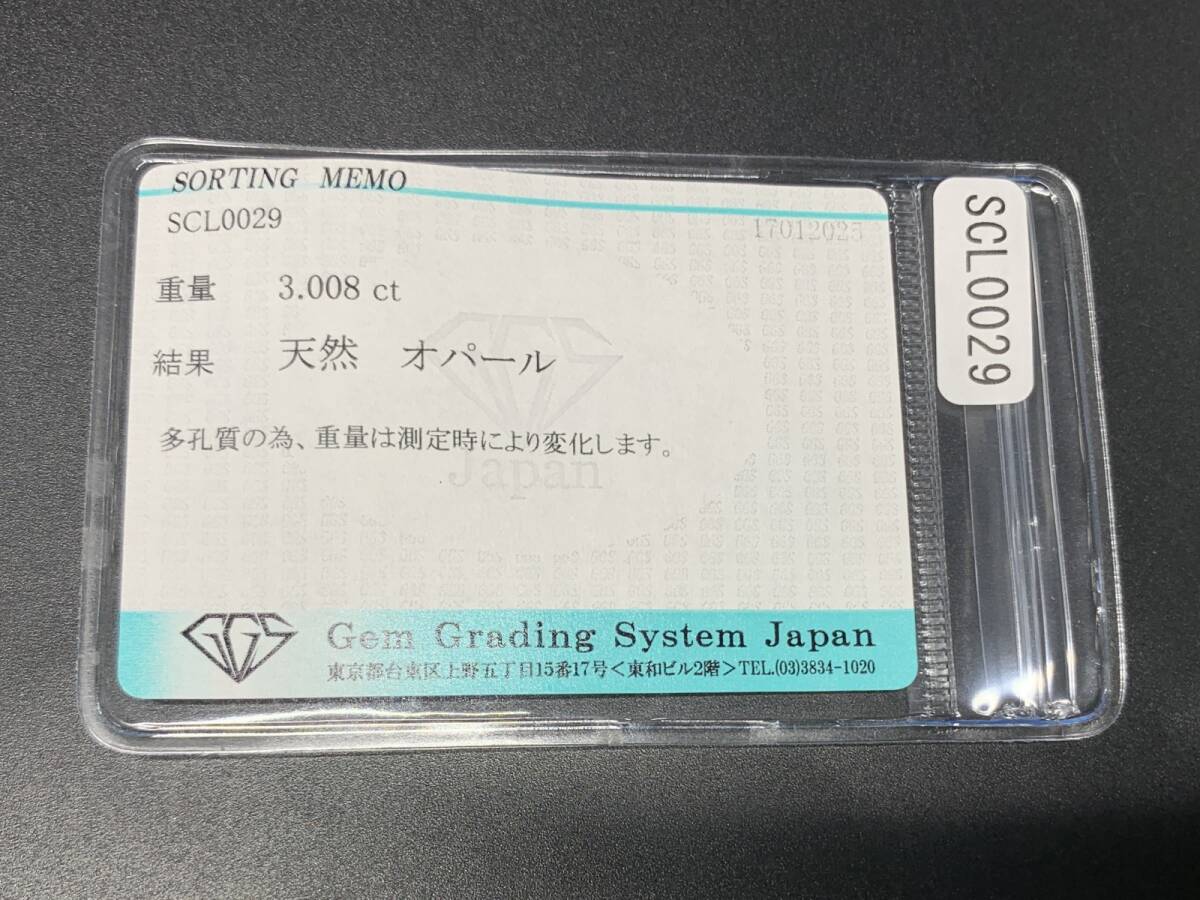 SORTING MEMO
SCL0029
17012025
重量 3.008 ct
結果 天然 オパール
多孔質の為、重量は測定時により変化します。
Japan
GGS Gem Grading System Japan
東京都台東区上野五丁目15番17号＜東和ビル2階＞TEL.(03)3834-1020
SCL0029